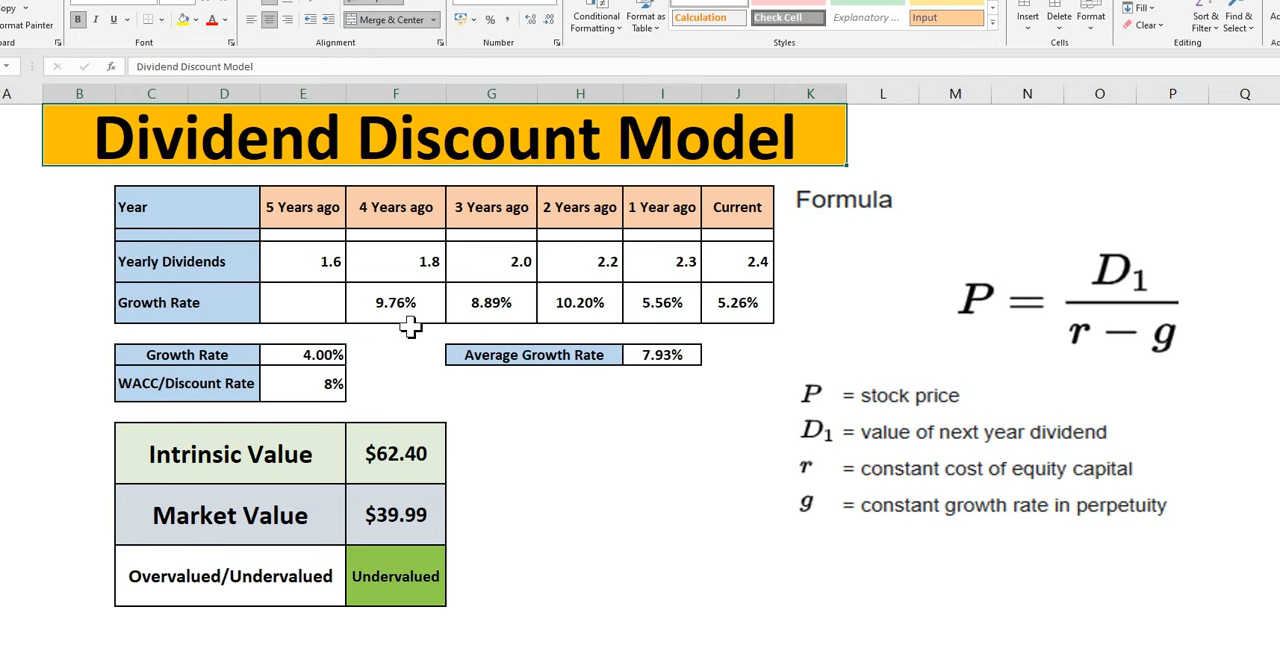 Copy
Format Painter
B I U
A
Merge & Center
% ,
Conditional Formatting
Format as Table
Calculation
Check Cell
Explanatory ...
Input
Insert
Delete
Format
Fill
Clear
Sort & Filter
Find & Select
Font
Alignment
Number
Styles
Cells
Editing
fx Dividend Discount Model
A B C D E F G H I J K L M N O P Q
Dividend Discount Model
Year 5 Years ago 4 Years ago 3 Years ago 2 Years ago 1 Year ago Current
Yearly Dividends 1.6 1.8 2.0 2.2 2.3 2.4
Growth Rate 9.76% 8.89% 10.20% 5.56% 5.26%
Growth Rate 4.00%
Average Growth Rate 7.93%
WACC/Discount Rate 8%
Intrinsic Value $62.40
Market Value $39.99
Overvalued/Undervalued Undervalued
Formula
P = D₁ / r − g
P = stock price
D₁ = value of next year dividend
r = constant cost of equity capital
g = constant growth rate in perpetuity